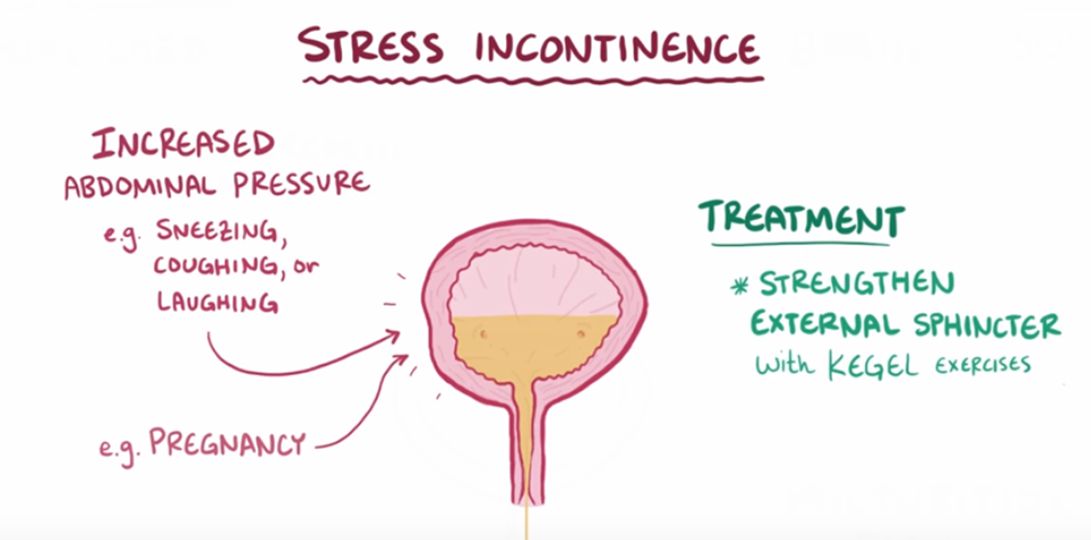 STRESS INCONTINENCE
INCREASED
ABDOMINAL PRESSURE
e.g. SNEEZING,
COUGHING, or
LAUGHING
e.g. PREGNANCY
TREATMENT
* STRENGTHEN
EXTERNAL SPHINCTER
with KEGEL EXERCISES